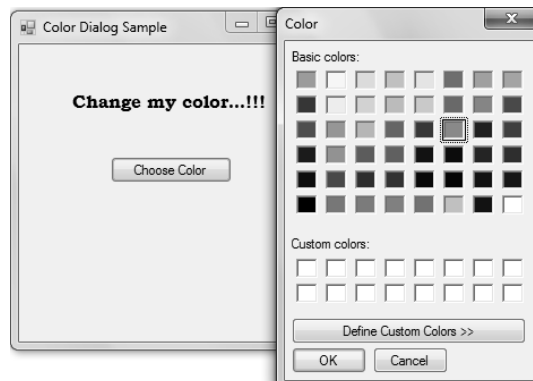 Color Dialog Sample
Change my color...!!!
Choose Color
Color
Basic colors:
Custom colors:
Define Custom Colors >>
OK
Cancel